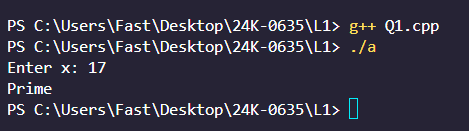 PS C:\Users\Fast\Desktop\24K-0635\L1> g++ Q1.cpp
PS C:\Users\Fast\Desktop\24K-0635\L1> ./a
Enter x: 17
Prime
PS C:\Users\Fast\Desktop\24K-0635\L1>